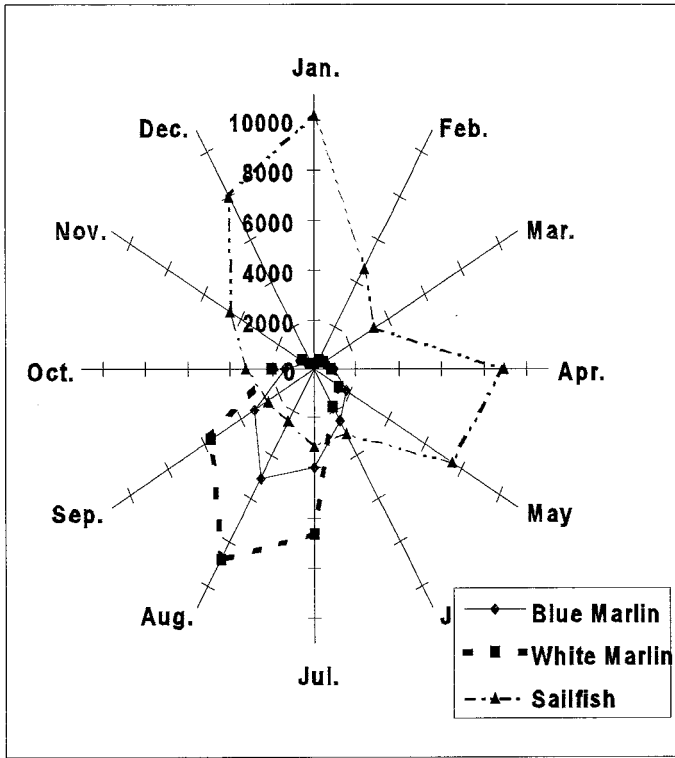 Jan.
Dec.
10000
Feb.
8000
Nov.
6000
Mar.
4000
2000
Oct.
0
Apr.
Sep.
May
Aug.
J
Jul.
Blue Marlin
White Marlin
Sailfish